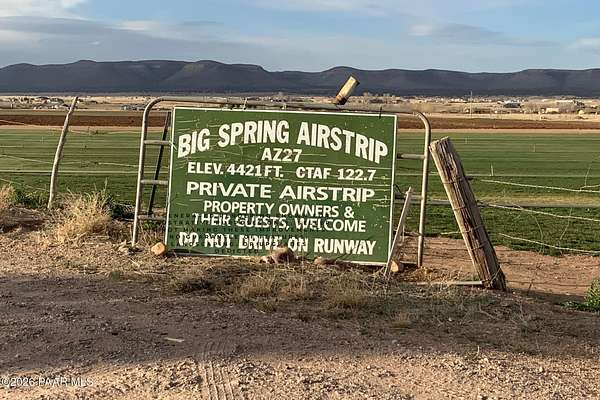 BIG SPRING AIRSTRIP
AZ27
ELEV. 4421 FT. CTAF 122.7
PRIVATE AIRSTRIP
PROPERTY OWNERS &
THEIR GUESTS, WELCOME
DO NOT DRIVE ON RUNWAY
©2026 PAAR MLS